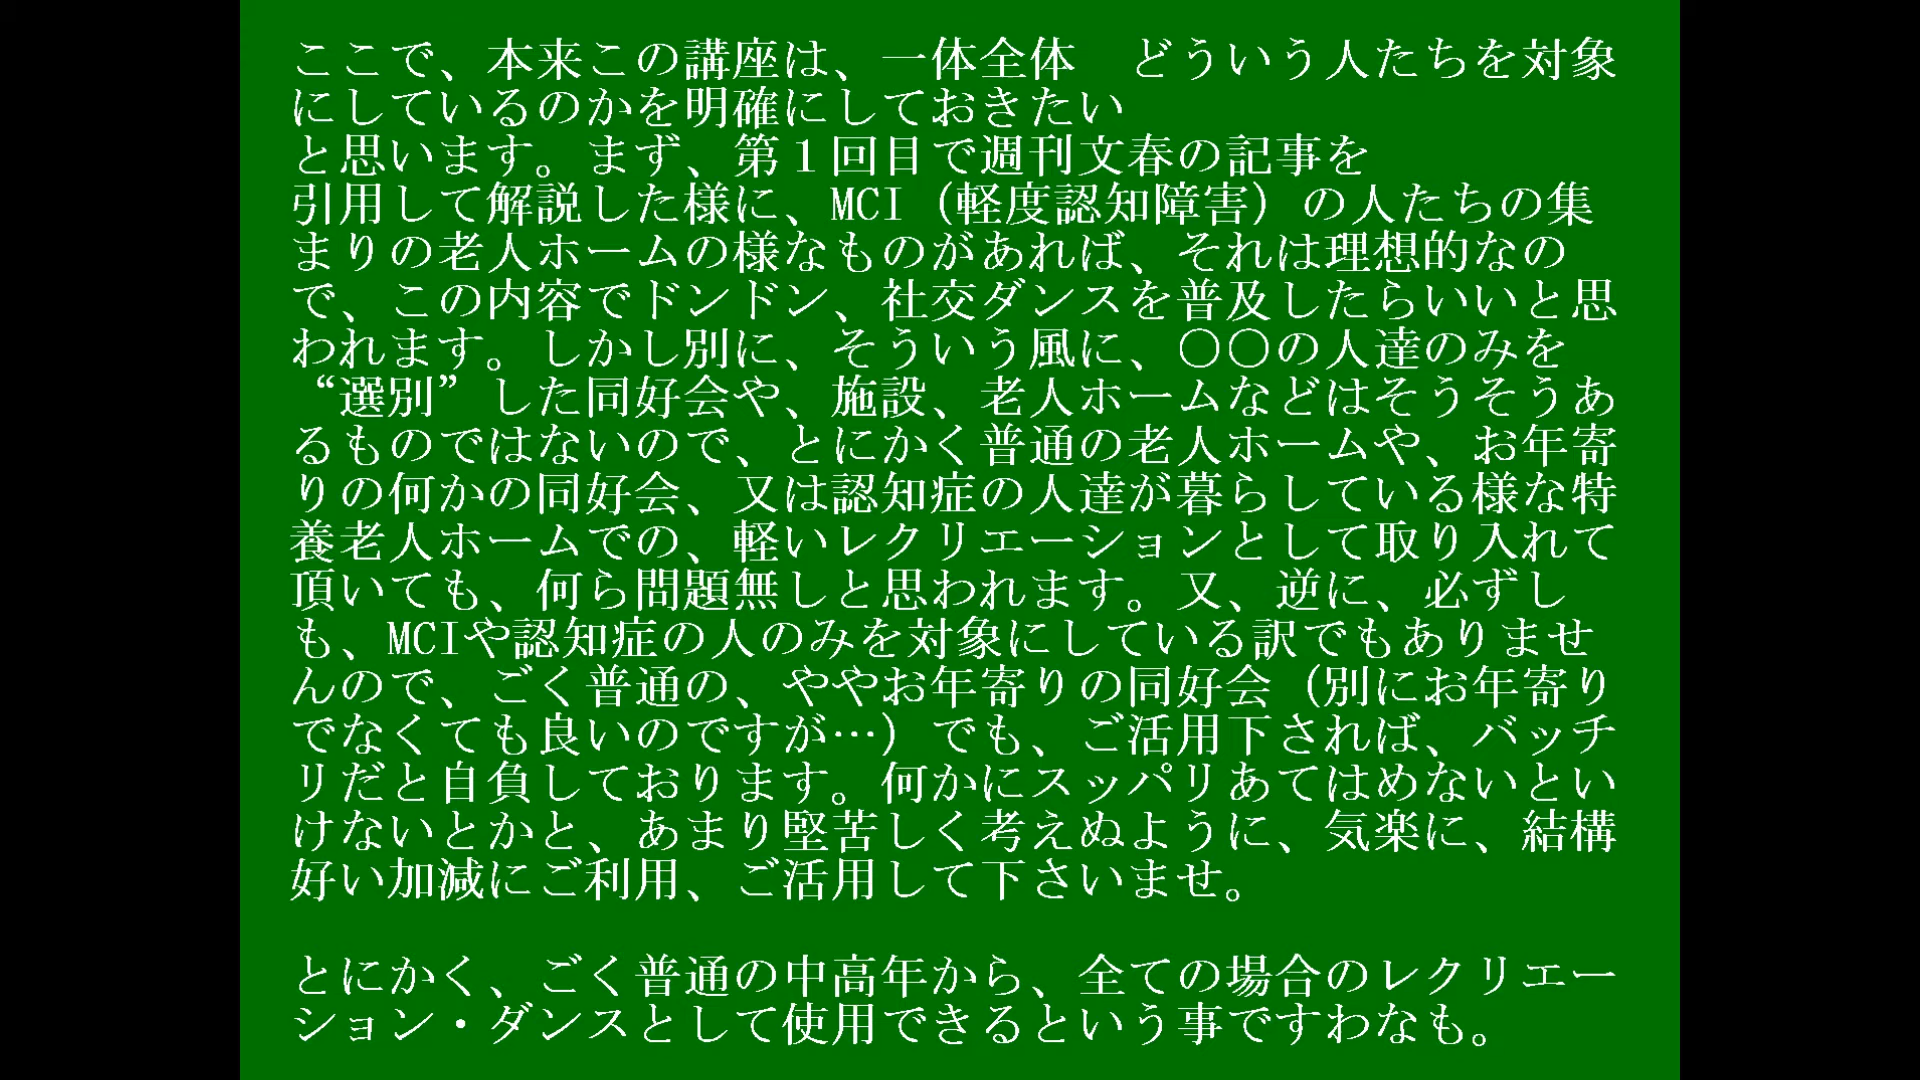 ここで、本来この講座は、一体全体　どういう人たちを対象
にしているのかを明確にしておきたい
と思います。まず、第１回目で週刊文春の記事を
引用して解説した様に、MCI（軽度認知障害）の人たちの集
まりの老人ホームの様なものがあれば、それは理想的なの
で、この内容でドンドン、社交ダンスを普及したらいいと思
われます。しかし別に、そういう風に、〇〇の人達のみを
“選別”した同好会や、施設、老人ホームなどはそうそうあ
るものではないので、とにかく普通の老人ホームや、お年寄
りの何かの同好会、又は認知症の人達が暮らしている様な特
養老人ホームでの、軽いレクリエーションとして取り入れて
頂いても、何ら問題無しと思われます。又、逆に、必ずし
も、MCIや認知症の人のみを対象にしている訳でもありませ
んので、ごく普通の、ややお年寄りの同好会（別にお年寄り
でなくても良いのですが…）でも、ご活用下されば、バッチ
リだと自負しております。何かにスッパリあてはめないとい
けないとかと、あまり堅苦しく考えぬように、気楽に、結構
好い加減にご利用、ご活用して下さいませ。
とにかく、ごく普通の中高年から、全ての場合のレクリエー
ション・ダンスとして使用できるという事ですわなも。